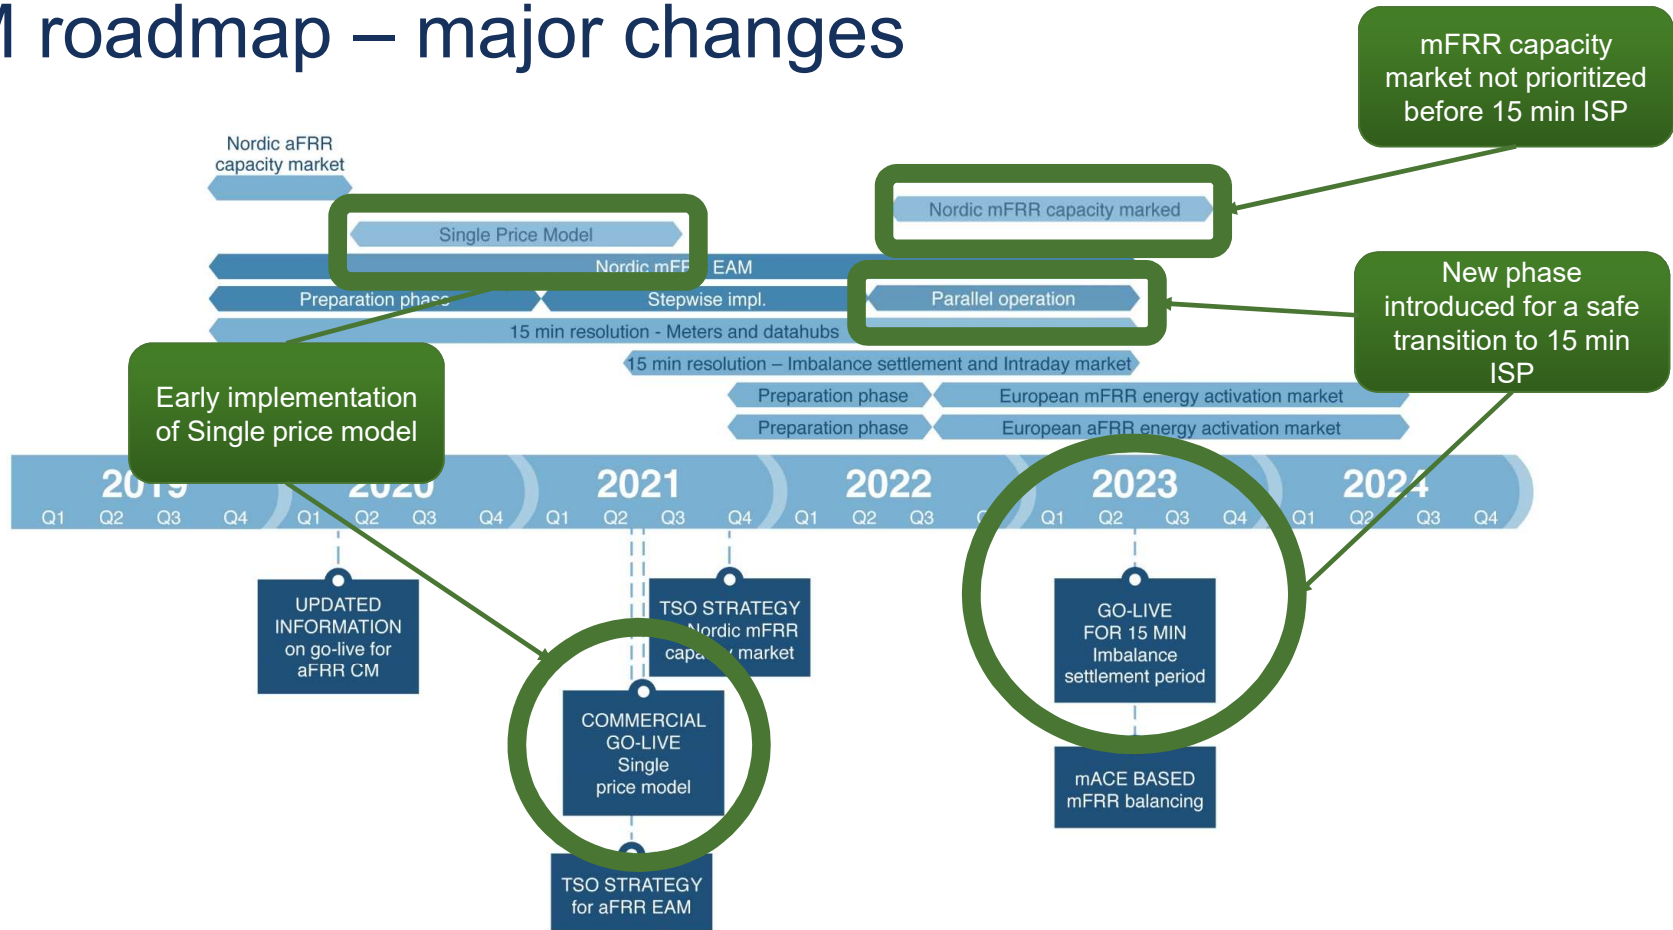 M roadmap – major changes
mFRR capacity
market not prioritized
before 15 min ISP
Nordic aFRR
capacity market
Nordic mFRR capacity marked
Single Price Model
Nordic mFRR EAM
Preparation phase
Stepwise impl.
Parallel operation
New phase
introduced for a safe
transition to 15 min
ISP
15 min resolution - Meters and datahubs
15 min resolution – Imbalance settlement and Intraday market
Early implementation
of Single price model
Preparation phase
European mFRR energy activation market
Preparation phase
European aFRR energy activation market
2019 2020 2021 2022 2023 2024
Q1 Q2 Q3 Q4 Q1 Q2 Q3 Q4 Q1 Q2 Q3 Q4 Q1 Q2 Q3 Q4 Q1 Q2 Q3 Q4 Q1 Q2 Q3 Q4
UPDATED
INFORMATION
on go-live for
aFRR CM
TSO STRATEGY
Nordic mFRR
capacity market
COMMERCIAL
GO-LIVE
Single
price model
TSO STRATEGY
for aFRR EAM
GO-LIVE
FOR 15 MIN
Imbalance
settlement period
mACE BASED
mFRR balancing